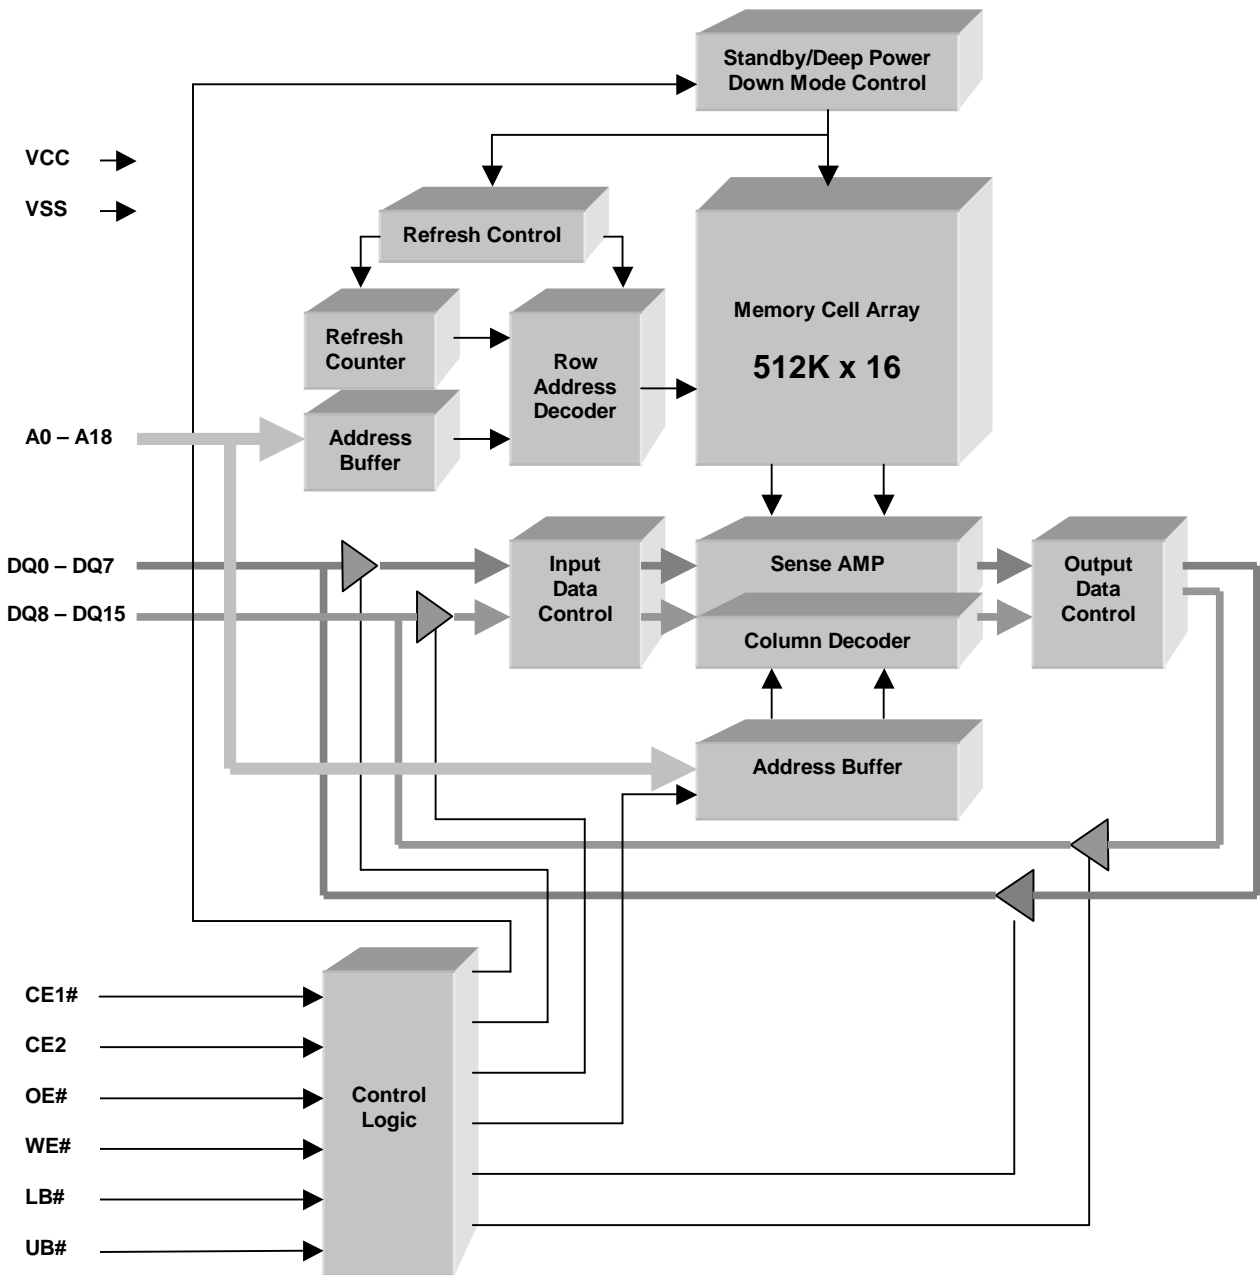 Standby/Deep Power
Down Mode Control
VCC
VSS
Refresh Control
Memory Cell Array
512K x 16
Refresh
Counter
Row
Address
Decoder
A0 – A18
Address
Buffer
DQ0 – DQ7
DQ8 – DQ15
Input
Data
Control
Sense AMP
Column Decoder
Output
Data
Control
Address Buffer
CE1#
CE2
OE#
WE#
LB#
UB#
Control
Logic